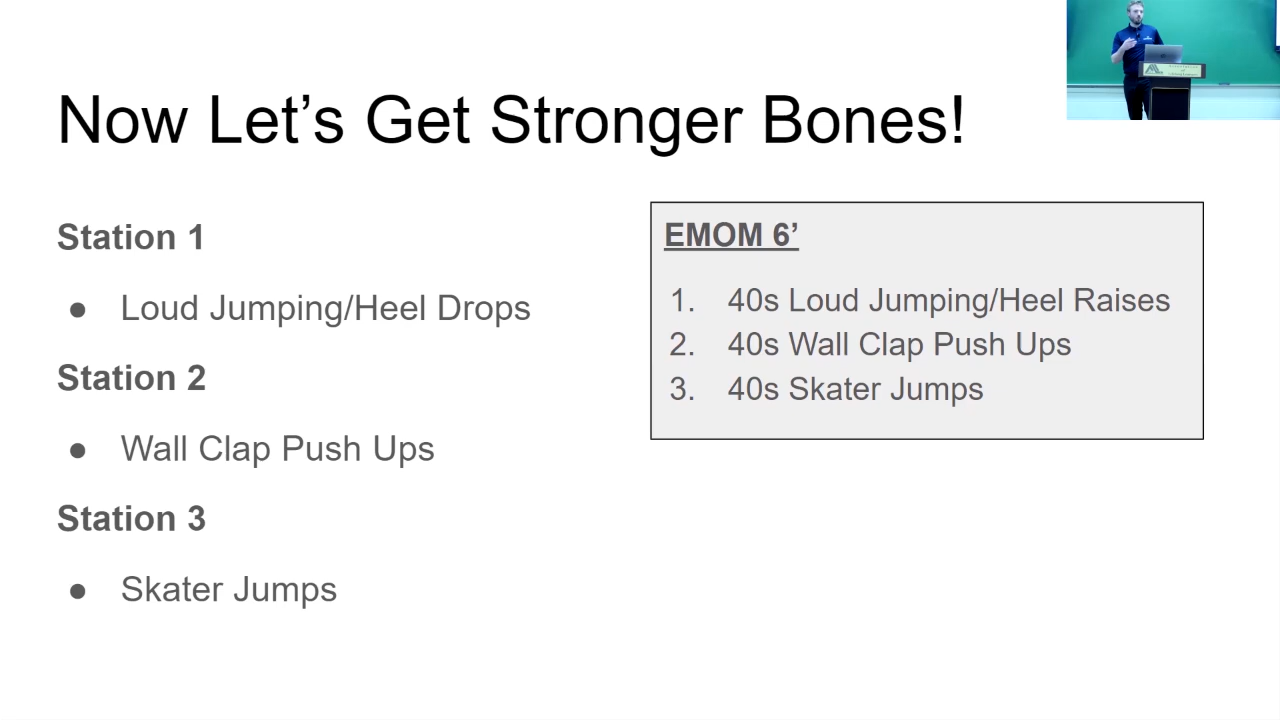 Now Let’s Get Stronger Bones!
Station 1
● Loud Jumping/Heel Drops
Station 2
● Wall Clap Push Ups
Station 3
● Skater Jumps
EMOM 6’
1. 40s Loud Jumping/Heel Raises
2. 40s Wall Clap Push Ups
3. 40s Skater Jumps